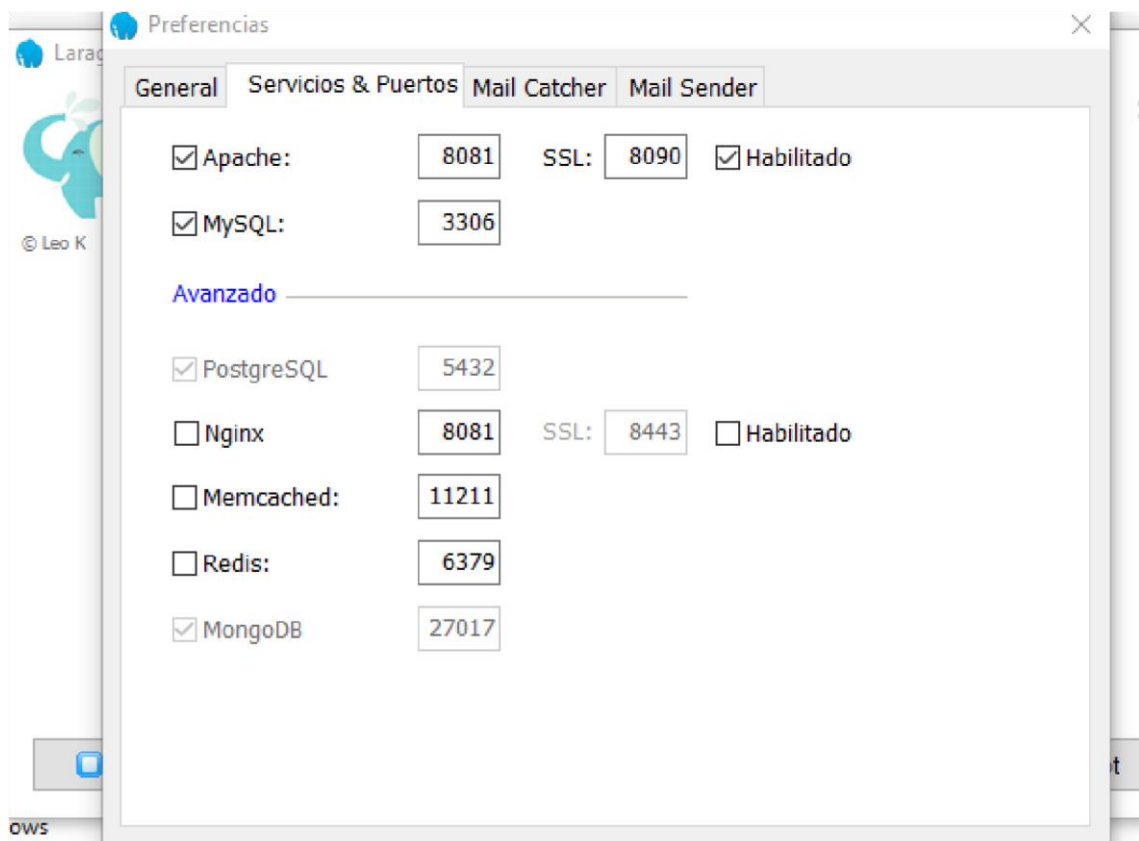 Preferencias
Larag
General Servicios & Puertos Mail Catcher Mail Sender
Apache: 8081 SSL: 8090 Habilitado
MySQL: 3306
© Leo K
Avanzado
PostgreSQL 5432
Nginx 8081 SSL: 8443 Habilitado
Memcached: 11211
Redis: 6379
MongoDB 27017
ot
ows